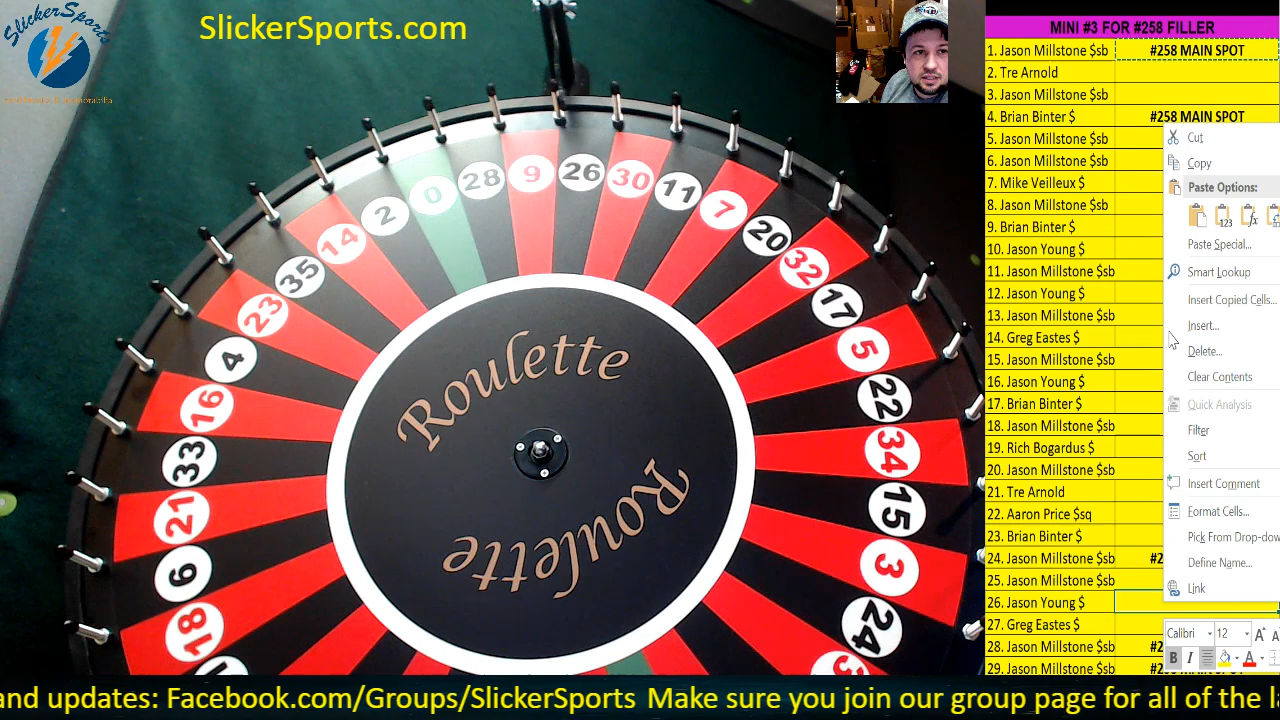 SlickerSports
SlickerSports.com
MINI #3 FOR #258 FILLER
1. Jason Millstone $sb #258 MAIN SPOT
2. Tre Arnold
3. Jason Millstone $sb
4. Brian Binter $ #258 MAIN SPOT
5. Jason Millstone $sb
6. Jason Millstone $sb
7. Mike Veilleux $
8. Jason Millstone $sb
9. Brian Binter $
10. Jason Young $
11. Jason Millstone $sb
12. Jason Young $
13. Jason Millstone $sb
14. Greg Eastes $
15. Jason Millstone $sb
16. Jason Young $
17. Brian Binter $
18. Jason Millstone $sb
19. Rich Bogardus $
20. Jason Millstone $sb
21. Tre Arnold
22. Aaron Price $sq
23. Brian Binter $
24. Jason Millstone $sb #2
25. Jason Millstone $sb
26. Jason Young $
27. Greg Eastes $
28. Jason Millstone $sb #2
29. Jason Millstone $sb #258 MAIN SPOT
Cut
Copy
Paste Options:
Paste Special...
Smart Lookup
Insert Copied Cells...
Insert...
Delete...
Clear Contents
Quick Analysis
Filter
Sort
Insert Comment
Format Cells...
Pick From Drop-dow
Define Name...
Link
Calibri 12 A A
B I A
18 6 21 33 16 4 23 35 14 2 0 28 9 26 30 11 7 20 32 17 5 22 34 15 3 24
Roulette
Roulette
and updates: Facebook.com/Groups/SlickerSports Make sure you join our group page for all of the